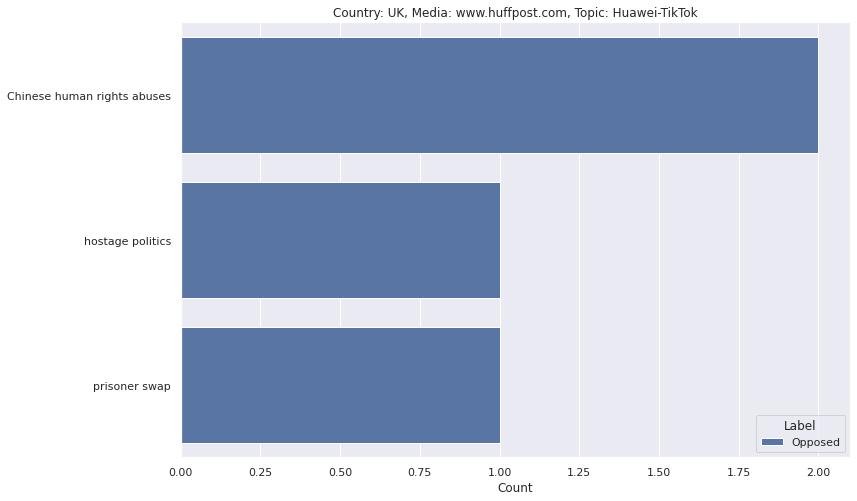 Country: UK, Media: www.huffpost.com, Topic: Huawei-TikTok
Chinese human rights abuses
hostage politics
prisoner swap
Label
Opposed
0.00 0.25 0.50 0.75 1.00 1.25 1.50 1.75 2.00
Count